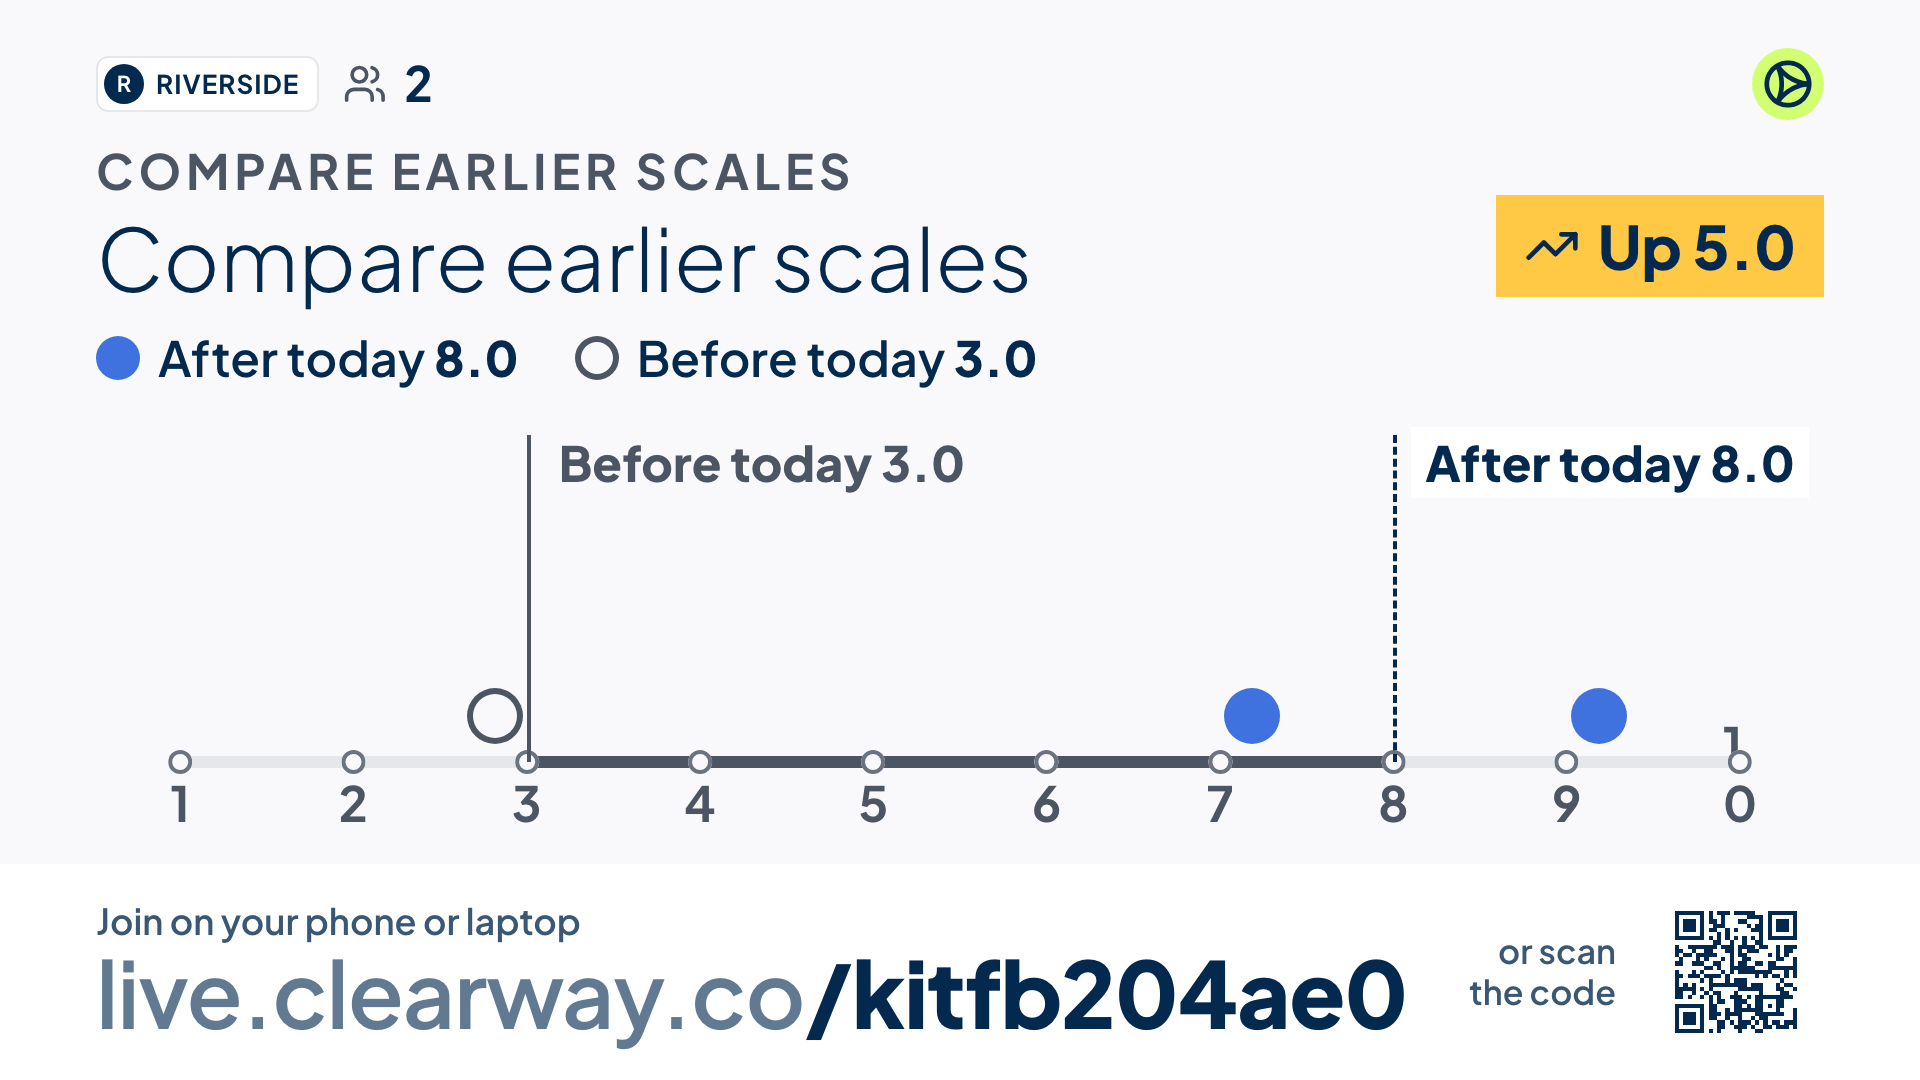 R RIVERSIDE 2
COMPARE EARLIER SCALES
Compare earlier scales
Up 5.0
After today 8.0 Before today 3.0
Before today 3.0 After today 8.0
1 2 3 4 5 6 7 8 9 10
Join on your phone or laptop
live.clearway.co/kitfb204ae0
or scan
the code